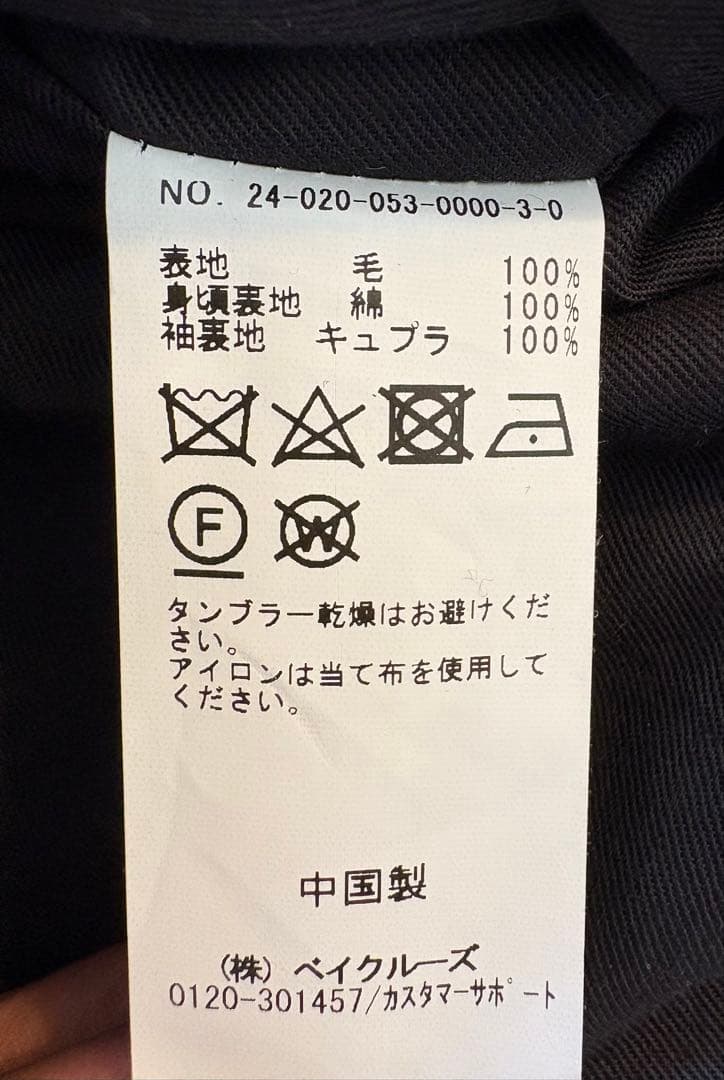 NO. 24-020-053-0000-3-0
表地 毛 100%
身頃裏地 綿 100%
袖裏地 キュプラ 100%
F W
タンブラー乾燥はお避けくだ
さい。
アイロンは当て布を使用して
ください。
中国製
(株) ベイクルーズ
0120-301457/カスタマーサポート